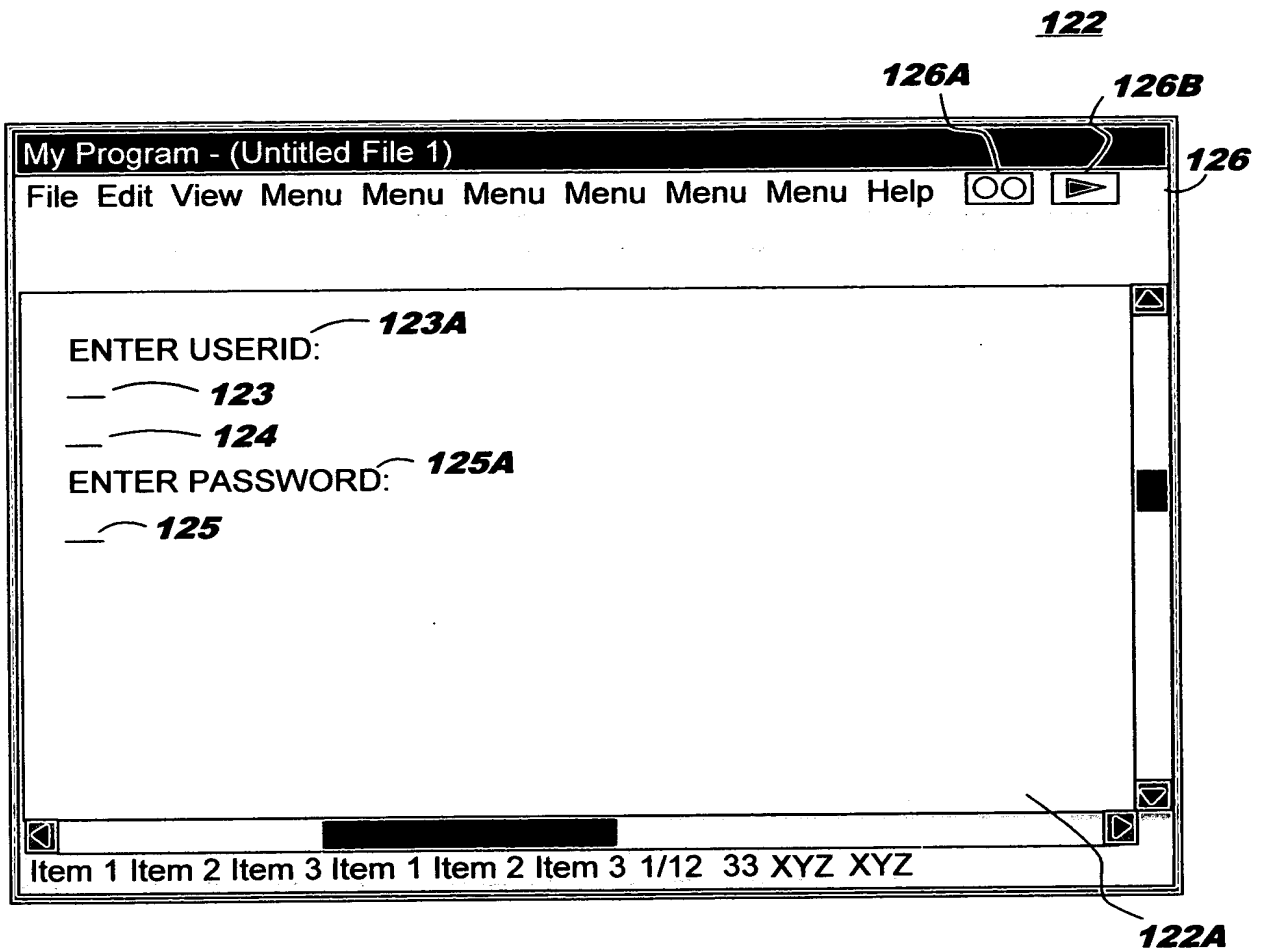 122
126A
126B
My Program - (Untitled File 1)
126
File Edit View Menu Menu Menu Menu Menu Menu Help
123A
ENTER USERID:
123
124
125A
ENTER PASSWORD:
125
Item 1 Item 2 Item 3 Item 1 Item 2 Item 3 1/12 33 XYZ XYZ
122A